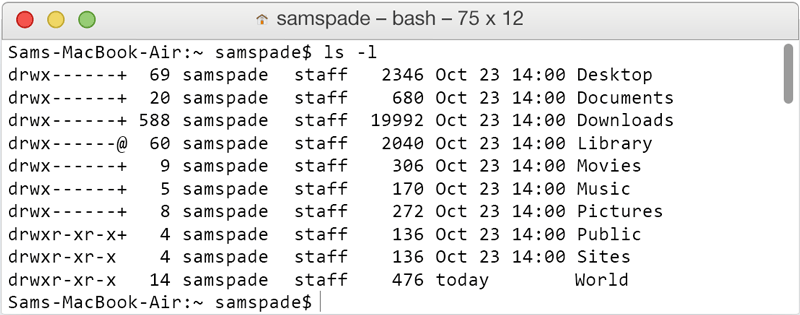 samspade – bash – 75 x 12
Sams-MacBook-Air:~ samspade$ ls -l
drwx------+  69 samspade  staff   2346 Oct 23 14:00 Desktop
drwx------+  20 samspade  staff    680 Oct 23 14:00 Documents
drwx------+ 588 samspade  staff  19992 Oct 23 14:00 Downloads
drwx------@  60 samspade  staff   2040 Oct 23 14:00 Library
drwx------+   9 samspade  staff    306 Oct 23 14:00 Movies
drwx------+   5 samspade  staff    170 Oct 23 14:00 Music
drwx------+   8 samspade  staff    272 Oct 23 14:00 Pictures
drwxr-xr-x+   4 samspade  staff    136 Oct 23 14:00 Public
drwxr-xr-x    4 samspade  staff    136 Oct 23 14:00 Sites
drwxr-xr-x   14 samspade  staff    476 today        World
Sams-MacBook-Air:~ samspade$